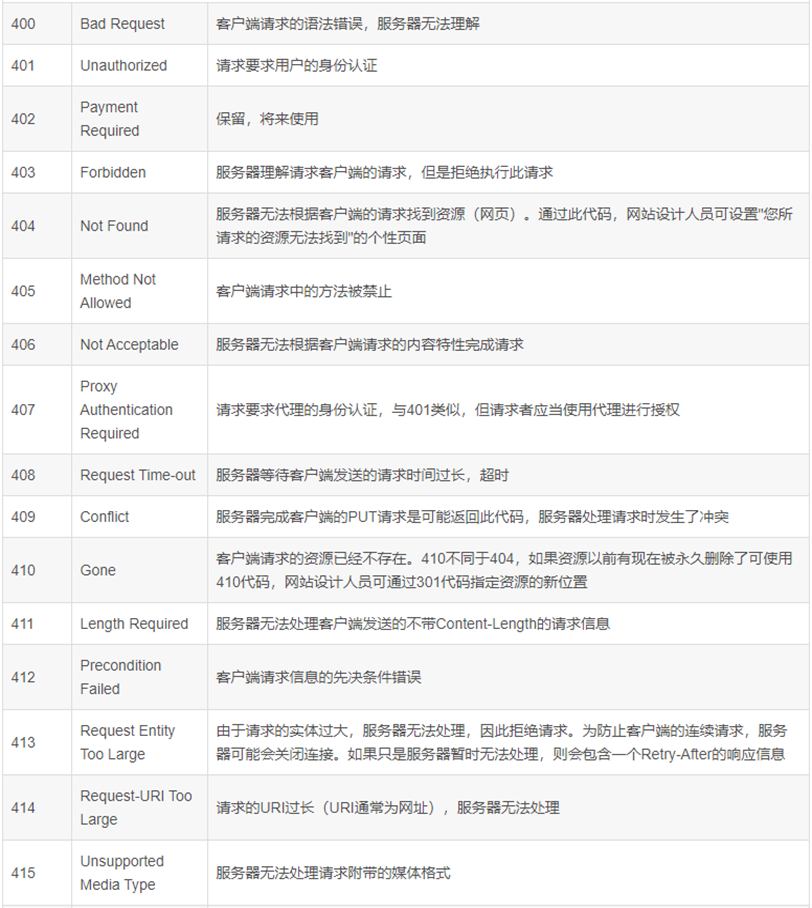 400 Bad Request 客户端请求的语法错误，服务器无法理解
401 Unauthorized 请求要求用户的身份认证
402 Payment Required 保留，将来使用
403 Forbidden 服务器理解请求客户端的请求，但是拒绝执行此请求
404 Not Found 服务器无法根据客户端的请求找到资源（网页）。通过此代码，网站设计人员可设置"您所
请求的资源无法找到"的个性页面
405 Method Not Allowed 客户端请求中的方法被禁止
406 Not Acceptable 服务器无法根据客户端请求的内容特性完成请求
407 Proxy Authentication Required 请求要求代理的身份认证，与401类似，但请求者应当使用代理进行授权
408 Request Time-out 服务器等待客户端发送的请求时间过长，超时
409 Conflict 服务器完成客户端的PUT请求是可能返回此代码，服务器处理请求时发生了冲突
410 Gone 客户端请求的资源已经不存在。410不同于404，如果资源以前有现在被永久删除了可使用
410代码，网站设计人员可通过301代码指定资源的新位置
411 Length Required 服务器无法处理客户端发送的不带Content-Length的请求信息
412 Precondition Failed 客户端请求信息的先决条件错误
413 Request Entity Too Large 由于请求的实体过大，服务器无法处理，因此拒绝请求。为防止客户端的连续请求，服务
器可能会关闭连接。如果只是服务器暂时无法处理，则会包含一个Retry-After的响应信息
414 Request-URI Too Large 请求的URI过长（URI通常为网址），服务器无法处理
415 Unsupported Media Type 服务器无法处理请求附带的媒体格式